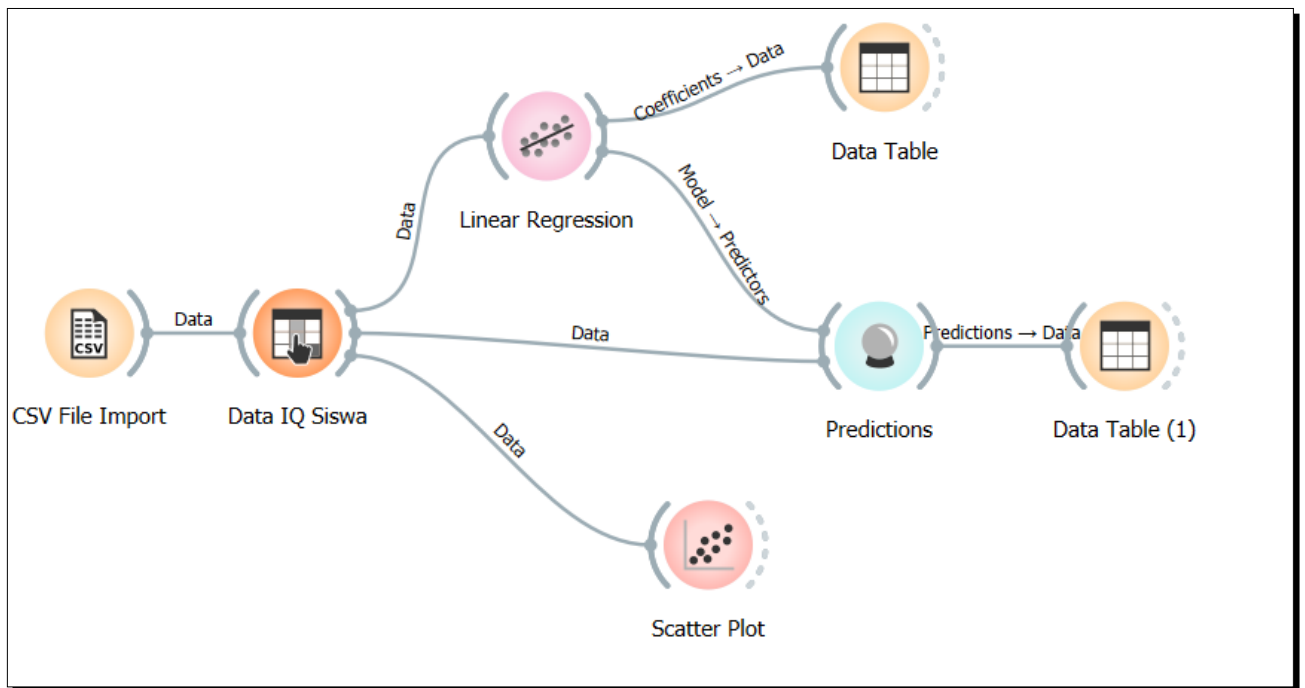 Coefficients → Data
Data Table
Linear Regression
Data
Model → Predictors
CSV
CSV File Import
Data
Data IQ Siswa
Data
Predictions
Predictions → Data
Data Table (1)
Data
Scatter Plot